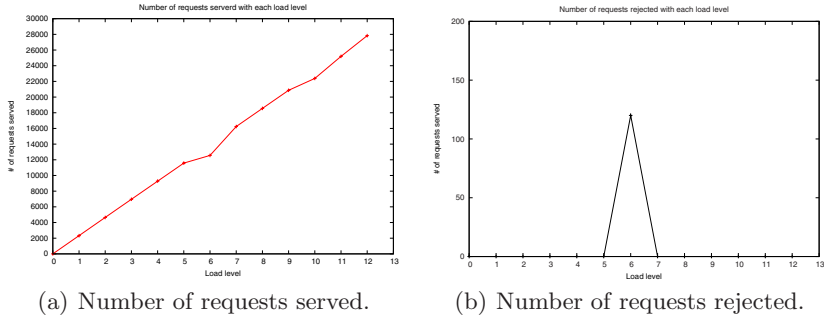 Number of requests serverd with each load level
30000
28000
26000
24000
22000
20000
18000
16000
14000
12000
10000
8000
6000
4000
2000
0
# of requests served
0 1 2 3 4 5 6 7 8 9 10 11 12 13
Load level
(a) Number of requests served.
Number of requests rejected with each load level
200
150
100
50
0
# of requests served
0 1 2 3 4 5 6 7 8 9 10 11 12 13
Load level
(b) Number of requests rejected.